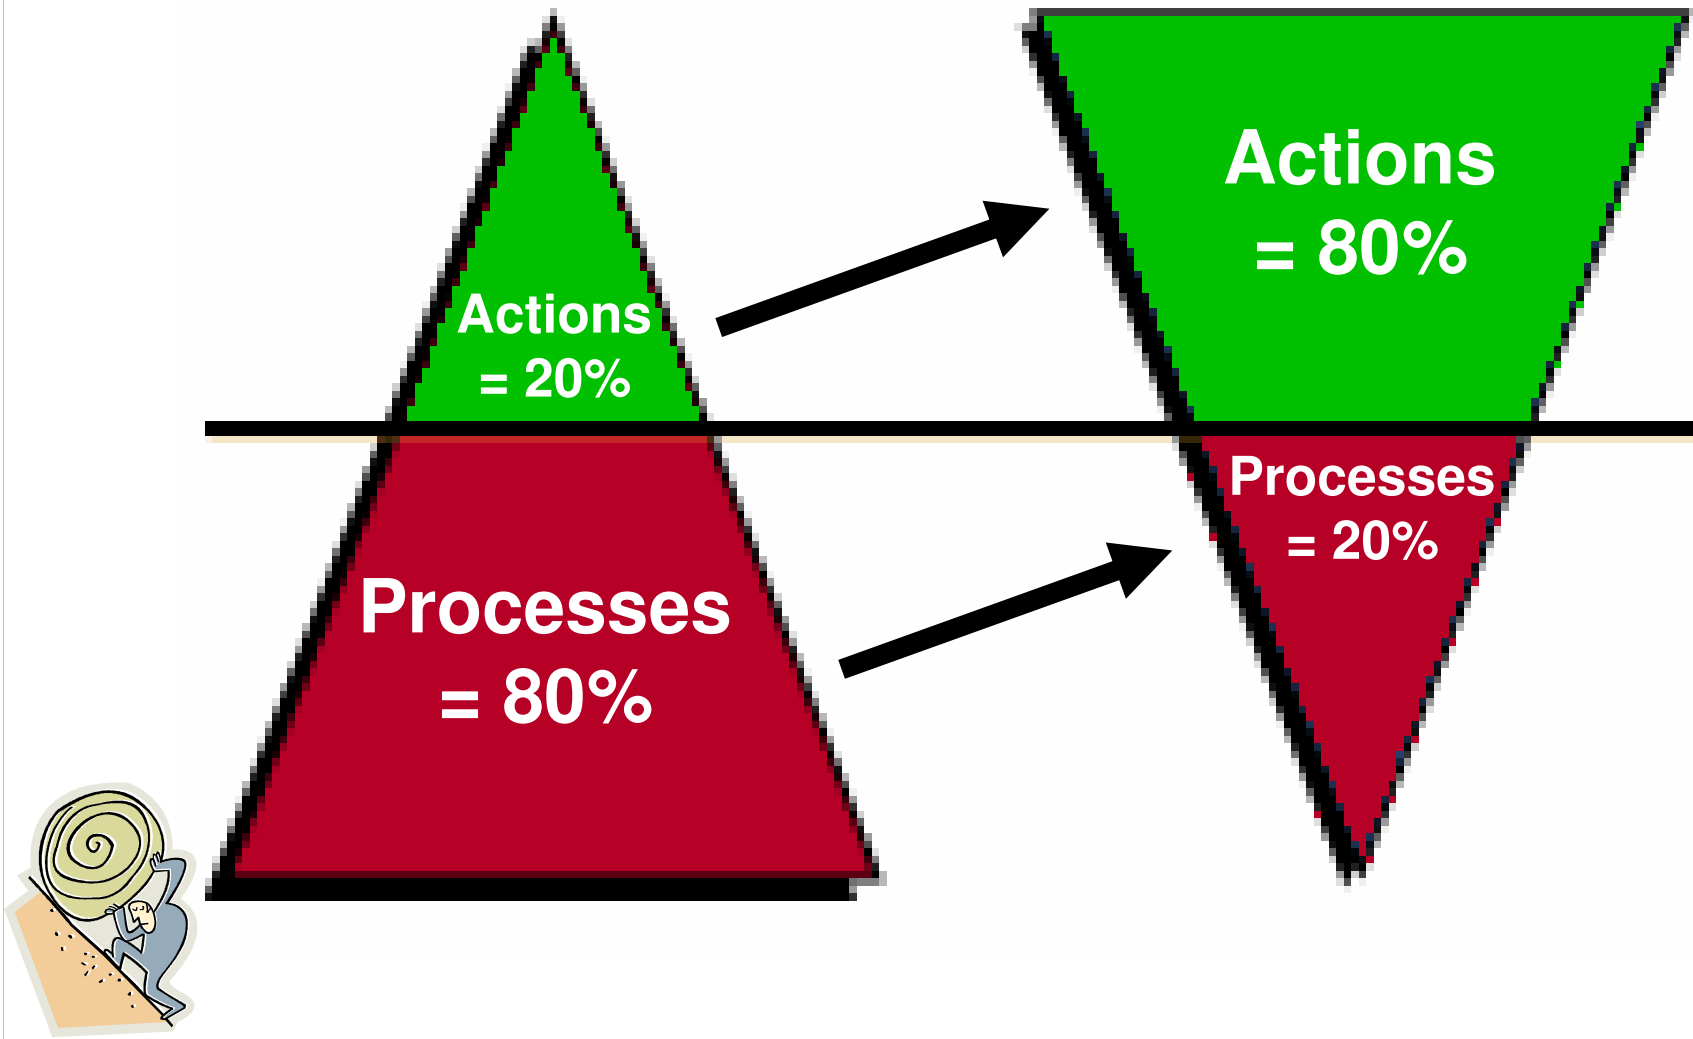 Actions
= 20%
Processes
= 80%
Actions
= 80%
Processes
= 20%